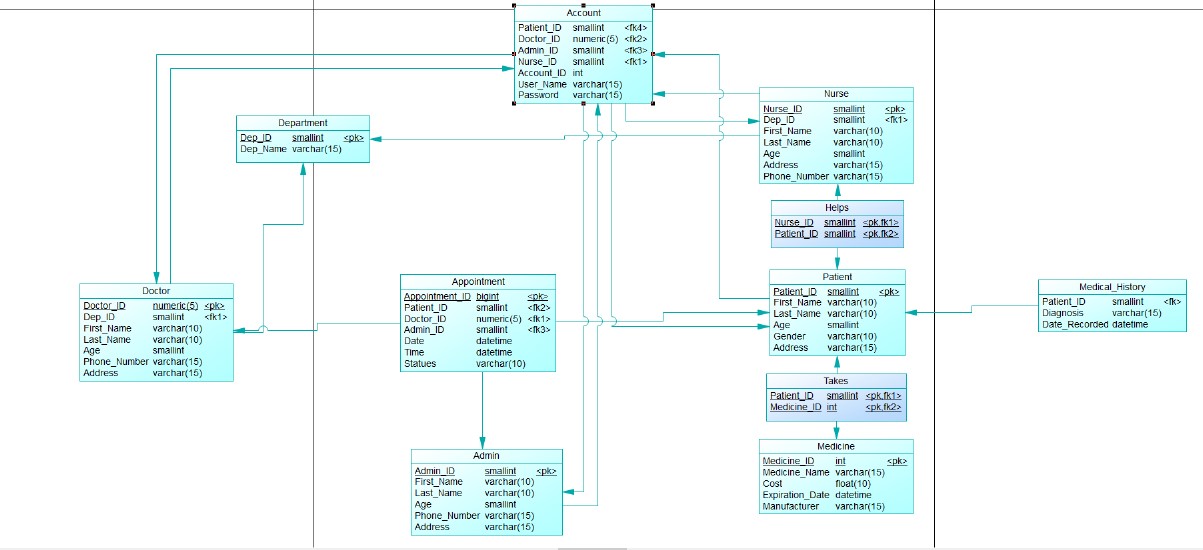 Account
Patient_ID smallint <fk4>
Doctor_ID numeric(5) <fk2>
Admin_ID smallint <fk3>
Nurse_ID smallint <fk1>
Account_ID int
User_Name varchar(15)
Password varchar(15)
Nurse
Nurse_ID smallint <pk>
Dep_ID smallint <fk1>
First_Name varchar(10)
Last_Name varchar(10)
Age smallint
Address varchar(15)
Phone_Number varchar(15)
Department
Dep_ID smallint <pk>
Dep_Name varchar(15)
Helps
Nurse_ID smallint <pk,fk1>
Patient_ID smallint <pk,fk2>
Doctor
Doctor_ID numeric(5) <pk>
Dep_ID smallint <fk1>
First_Name varchar(10)
Last_Name varchar(10)
Age smallint
Phone_Number varchar(15)
Address varchar(15)
Appointment
Appointment_ID bigint <pk>
Patient_ID smallint <fk2>
Doctor_ID numeric(5) <fk1>
Admin_ID smallint <fk3>
Date datetime
Time datetime
Statues varchar(10)
Patient
Patient_ID smallint <pk>
First_Name varchar(10)
Last_Name varchar(10)
Age smallint
Gender varchar(10)
Address varchar(15)
Medical_History
Patient_ID smallint <fk>
Diagnosis varchar(15)
Date_Recorded datetime
Takes
Patient_ID smallint <pk,fk1>
Medicine_ID int <pk,fk2>
Admin
Admin_ID smallint <pk>
First_Name varchar(10)
Last_Name varchar(10)
Age smallint
Phone_Number varchar(15)
Address varchar(15)
Medicine
Medicine_ID int <pk>
Medicine_Name varchar(15)
Cost float(10)
Expiration_Date datetime
Manufacturer varchar(15)